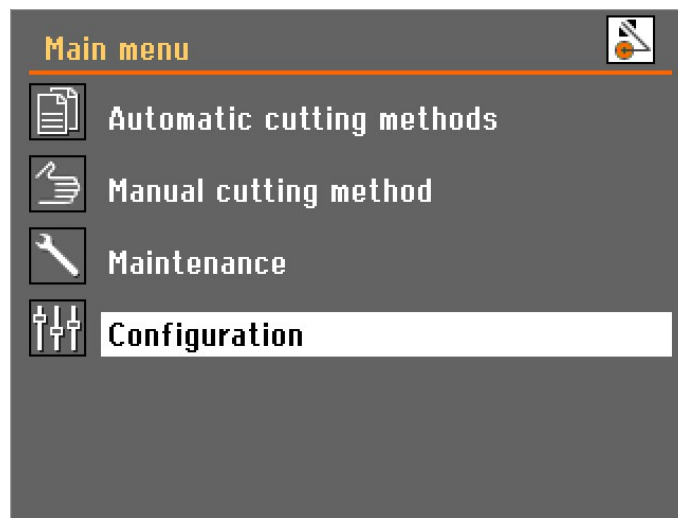 Main menu
Automatic cutting methods
Manual cutting method
Maintenance
Configuration